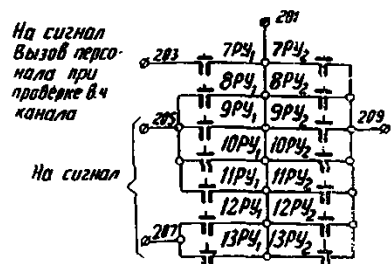 201
На сигнал
Вызов персо-
нала при
проверке в.ч
канала
203
7РУ₁ 7РУ₂
8РУ₁ 8РУ₂
205
9РУ₁ 9РУ₂
209
10РУ₁ 10РУ₂
На сигнал
11РУ₁ 11РУ₂
12РУ₁ 12РУ₂
207
13РУ₁ 13РУ₂